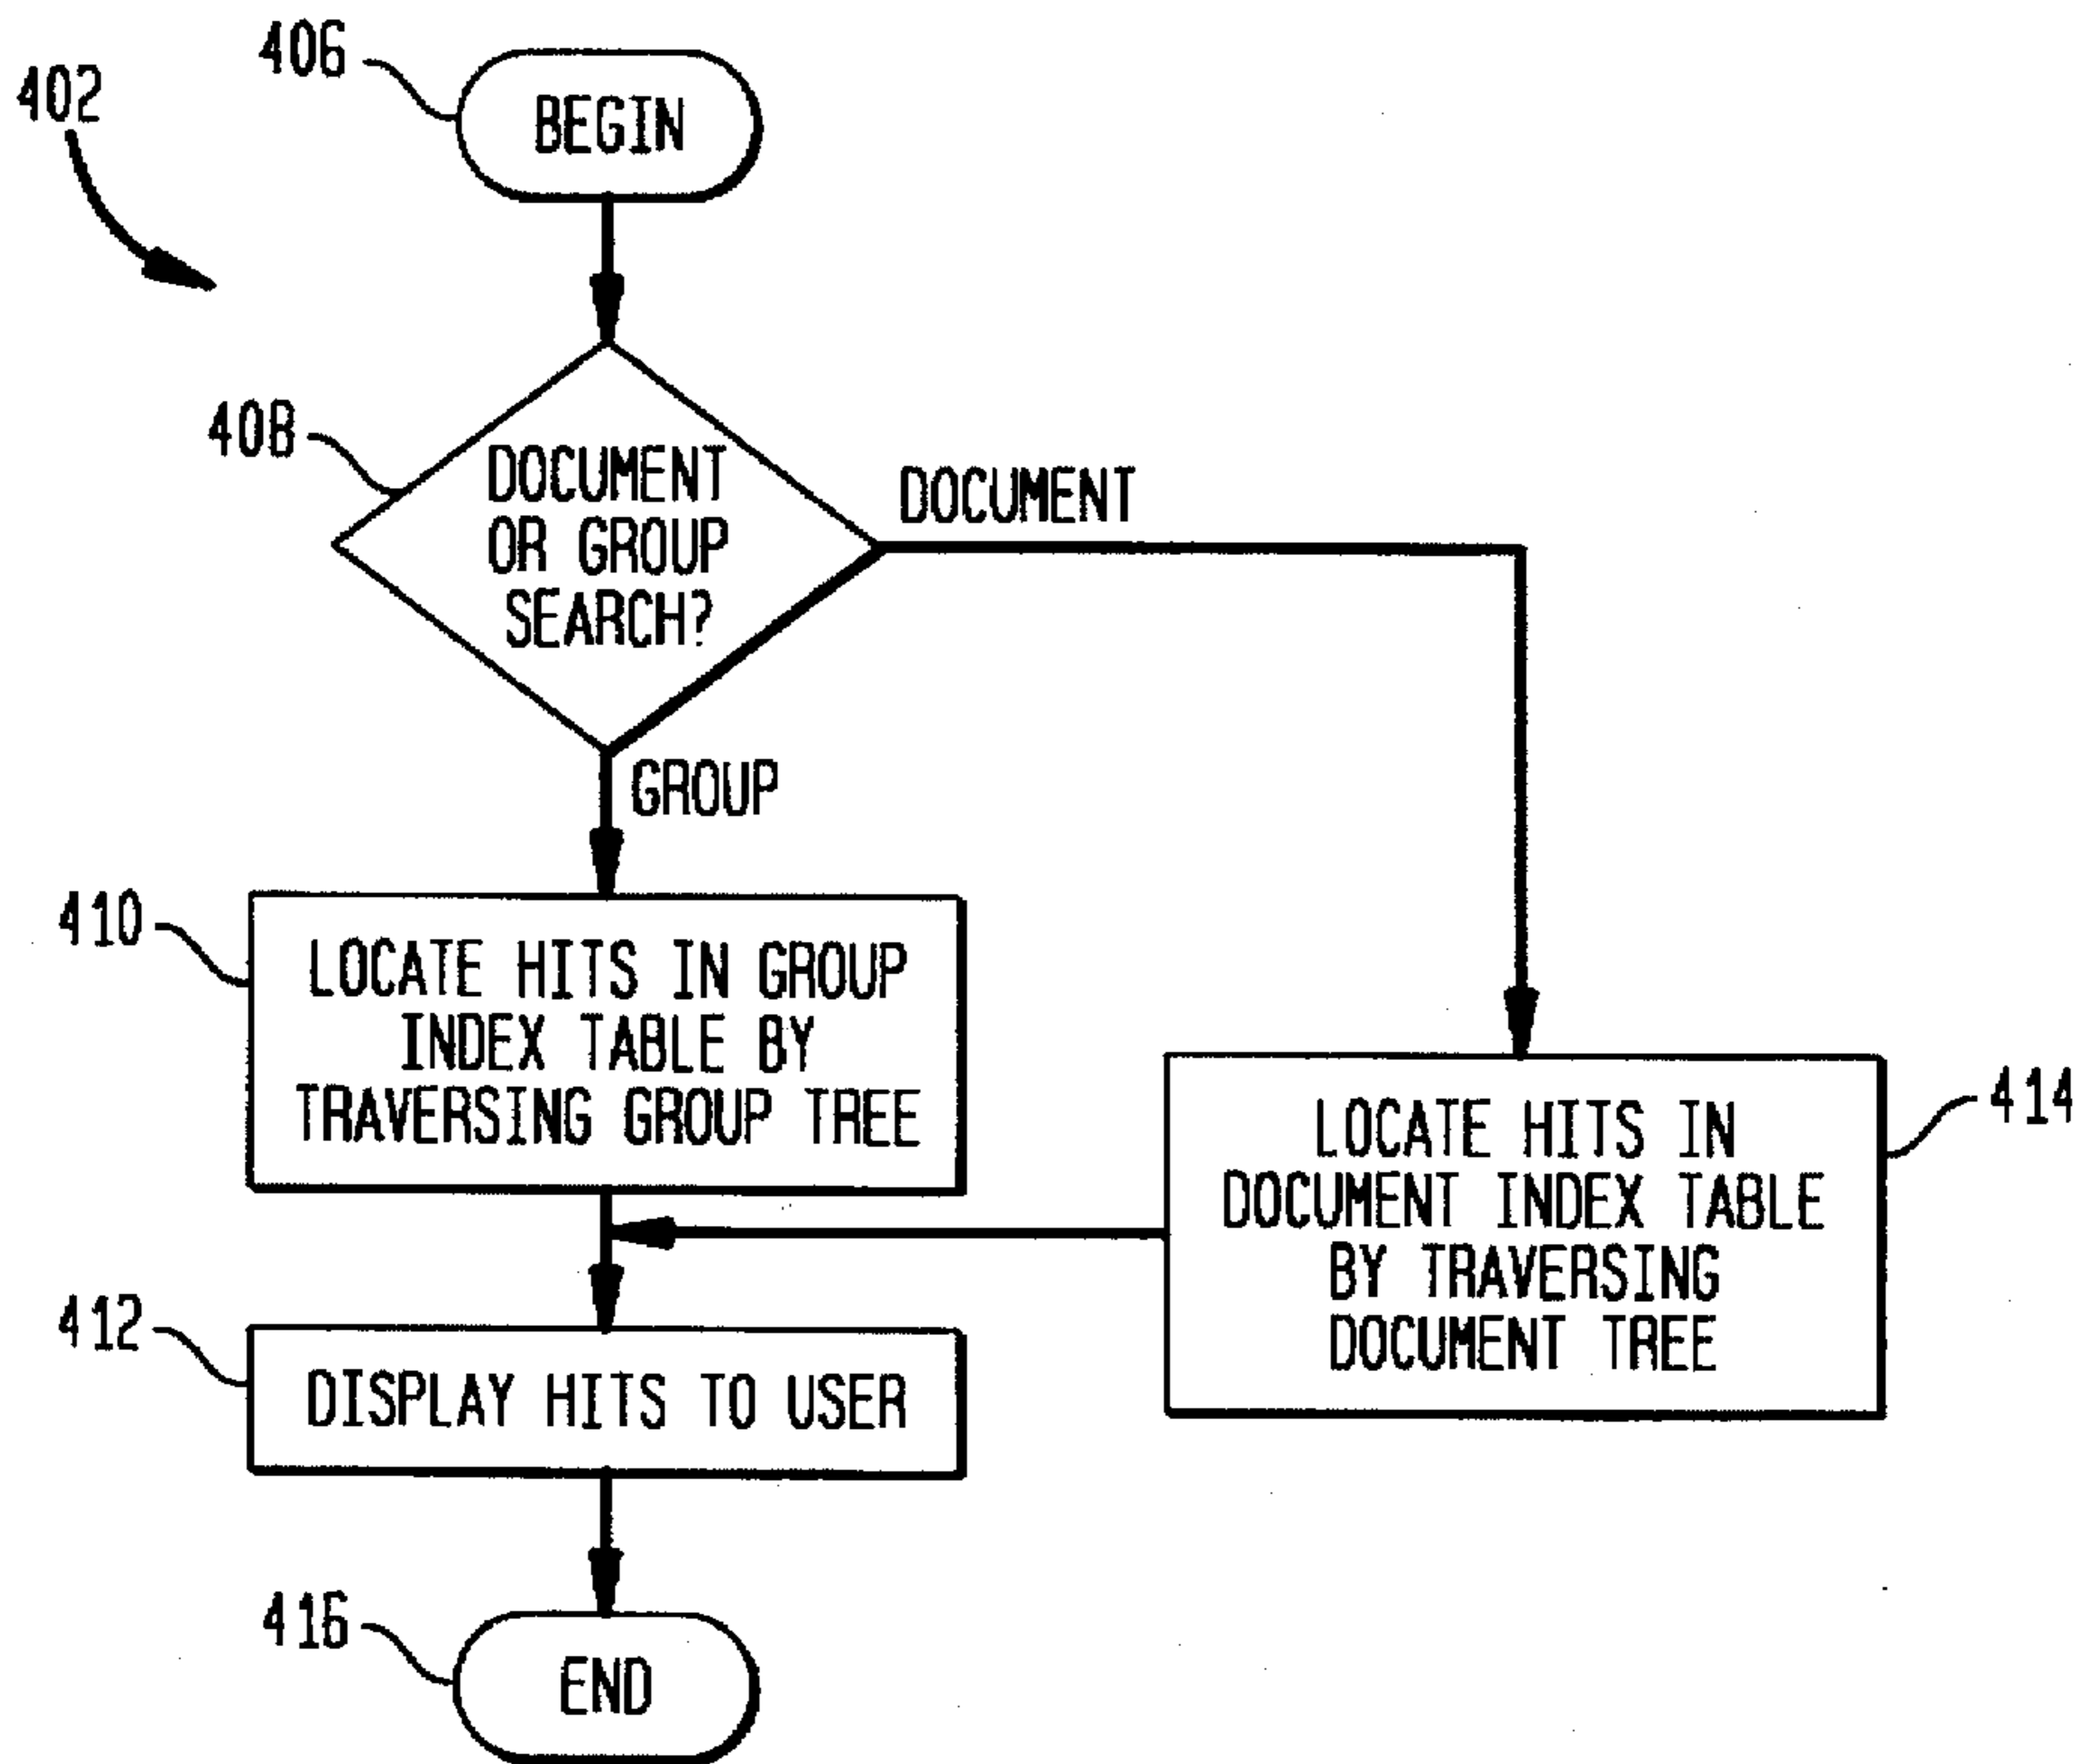 402
406
BEGIN
408
DOCUMENT
OR GROUP
SEARCH?
DOCUMENT
GROUP
410
LOCATE HITS IN GROUP
INDEX TABLE BY
TRAVERSING GROUP TREE
414
LOCATE HITS IN
DOCUMENT INDEX TABLE
BY TRAVERSING
DOCUMENT TREE
412
DISPLAY HITS TO USER
416
END